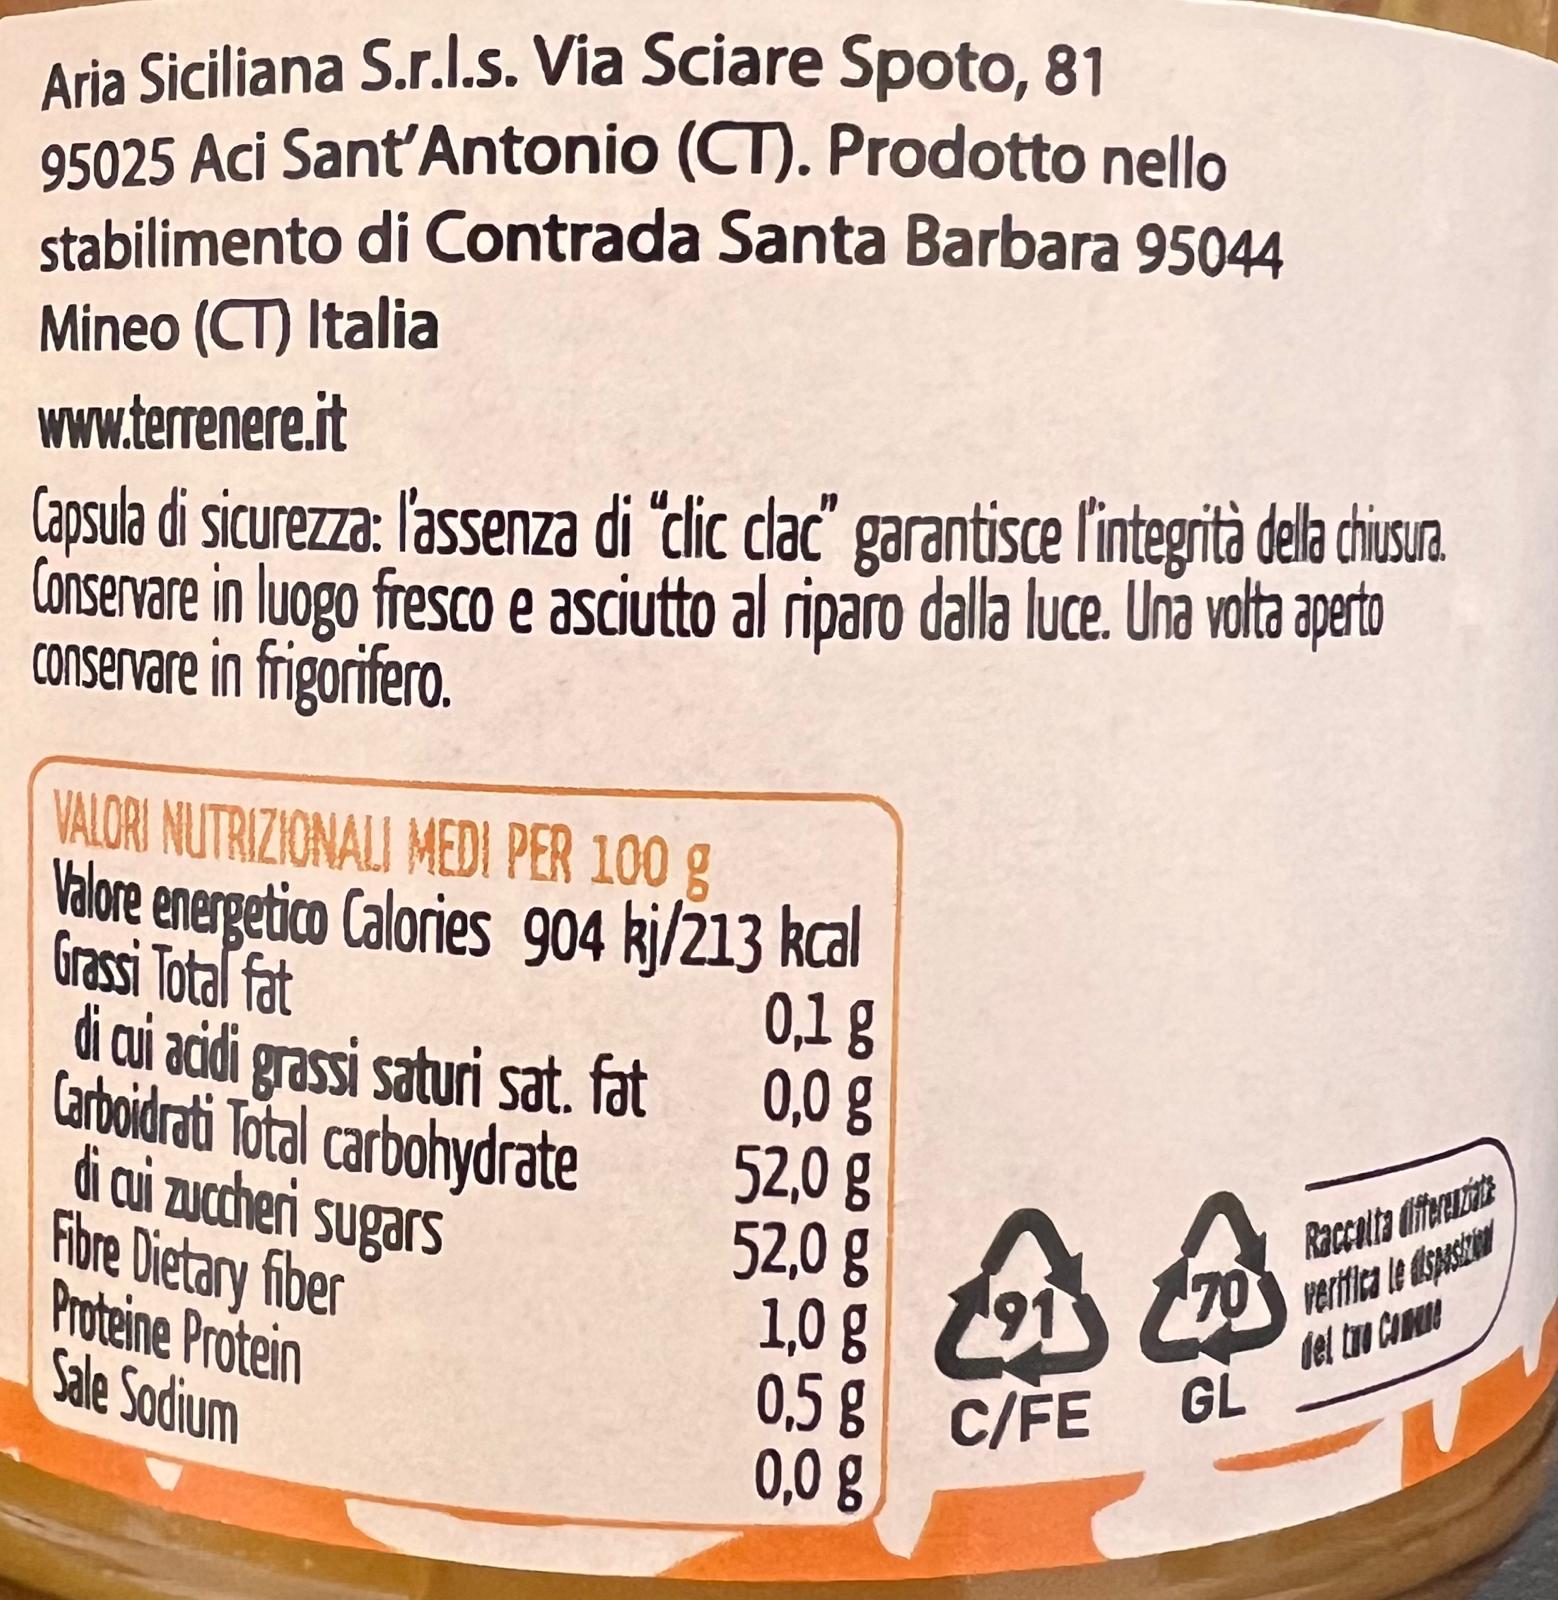 Aria Siciliana S.r.l.s. Via Sciare Spoto, 81
95025 Aci Sant'Antonio (CT). Prodotto nello
stabilimento di Contrada Santa Barbara 95044
Mineo (CT) Italia
www.terrenere.it
Capsula di sicurezza: l'assenza di “clic clac” garantisce l'integrità della chiusura.
Conservare in luogo fresco e asciutto al riparo dalla luce. Una volta aperto
conservare in frigorifero.
VALORI NUTRIZIONALI MEDI PER 100 g
Valore energetico Calories 904 kj/213 kcal
Grassi Total fat 0,1 g
di cui acidi grassi saturi sat. fat 0,0 g
Carboidrati Total carbohydrate 52,0 g
di cui zuccheri sugars 52,0 g
Fibre Dietary fiber 1,0 g
Proteine Protein 0,5 g
Sale Sodium 0,0 g
91
C/FE
70
GL
Raccolta differenziata
verifica le disposizioni
del tuo Comune